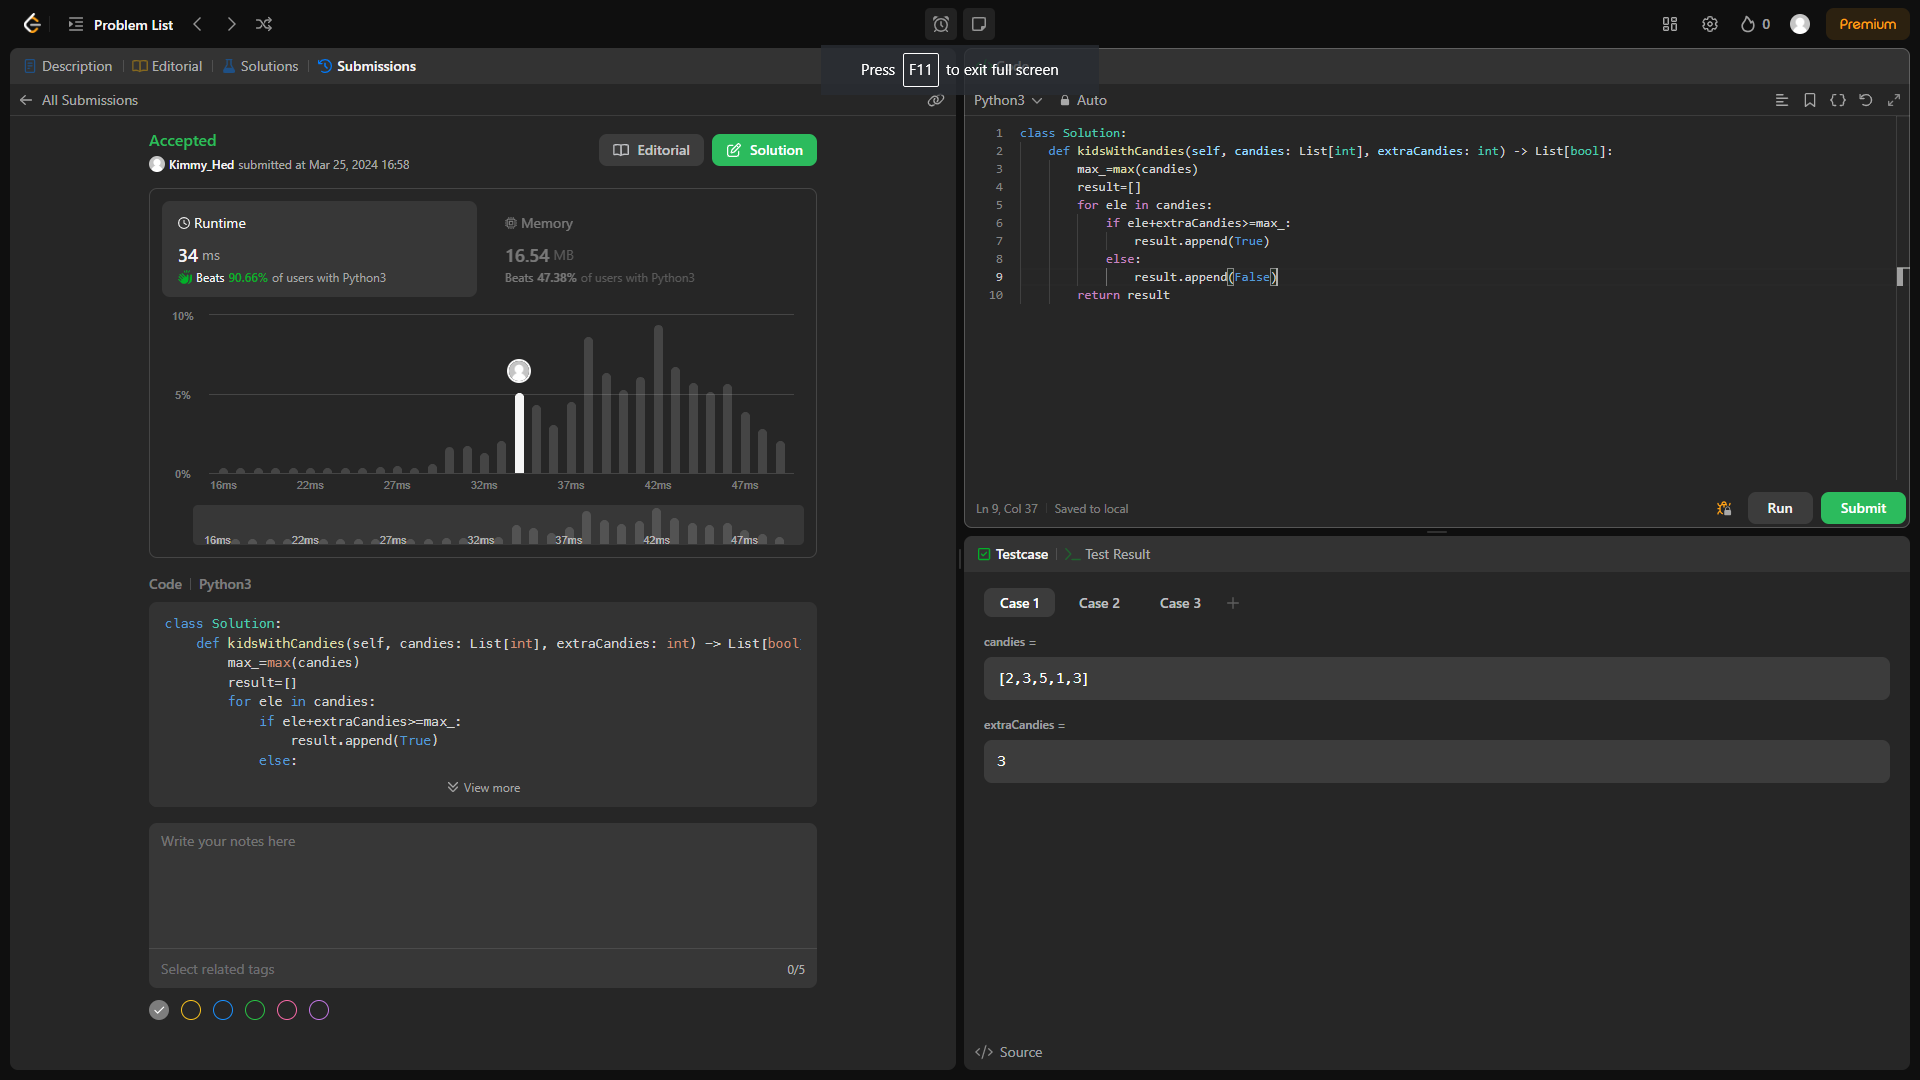 Problem List
0
Premium
Description
Editorial
Solutions
Submissions
Press F11 to exit full screen
All Submissions
Python3
Auto
Accepted
Kimmy_Hed submitted at Mar 25, 2024 16:58
Editorial
Solution
Runtime
34 ms
Beats 90.66% of users with Python3
Memory
16.54 MB
Beats 47.38% of users with Python3
10%
5%
0%
16ms 22ms 27ms 32ms 37ms 42ms 47ms
16ms 22ms 27ms 32ms 37ms 42ms 47ms
Code | Python3
class Solution:
    def kidsWithCandies(self, candies: List[int], extraCandies: int) -> List[bool]
        max_=max(candies)
        result=[]
        for ele in candies:
            if ele+extraCandies>=max_:
                result.append(True)
            else:
View more
Write your notes here
Select related tags
0/5
1 class Solution:
2     def kidsWithCandies(self, candies: List[int], extraCandies: int) -> List[bool]:
3         max_=max(candies)
4         result=[]
5         for ele in candies:
6             if ele+extraCandies>=max_:
7                 result.append(True)
8             else:
9                 result.append(False)
10         return result
Ln 9, Col 37
Saved to local
Run
Submit
Testcase
>_ Test Result
Case 1
Case 2
Case 3
+
candies =
[2,3,5,1,3]
extraCandies =
3
</> Source